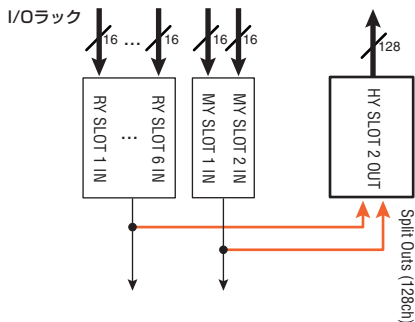 I/Oラック
16 ... 16 16 16 128
RY SLOT 1 IN
...
RY SLOT 6 IN
MY SLOT 1 IN
MY SLOT 2 IN
HY SLOT 2 OUT
Split Outs (128ch)